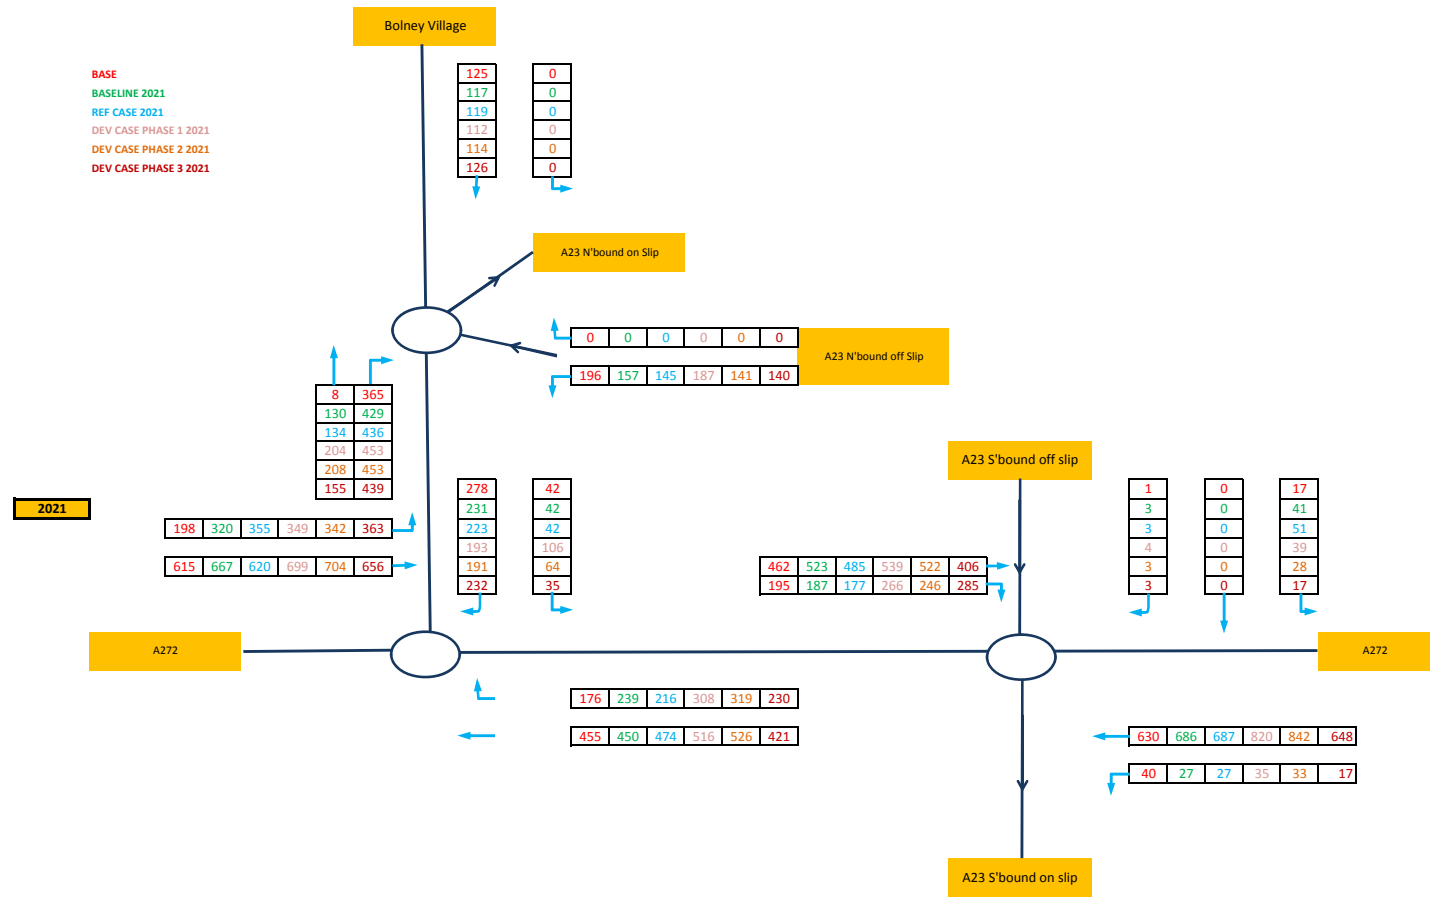 Bolney Village
BASE
BASELINE 2021
REF CASE 2021
DEV CASE PHASE 1 2021
DEV CASE PHASE 2 2021
DEV CASE PHASE 3 2021
125 0
117 0
119 0
112 0
114 0
126 0
A23 N'bound on Slip
0 0 0 0 0 0
A23 N'bound off Slip
196 157 145 187 141 140
8 365
130 429
134 436
204 453
208 453
155 439
A23 S'bound off slip
2021
198 320 355 349 342 363
615 667 620 699 704 656
278 42
231 42
223 42
193 106
191 64
232 35
462 523 485 539 522 406
195 187 177 266 246 285
1 0 17
3 0 41
3 0 51
4 0 39
3 0 28
3 0 17
A272
A272
176 239 216 308 319 230
455 450 474 516 526 421
630 686 687 820 842 648
40 27 27 35 33 17
A23 S'bound on slip